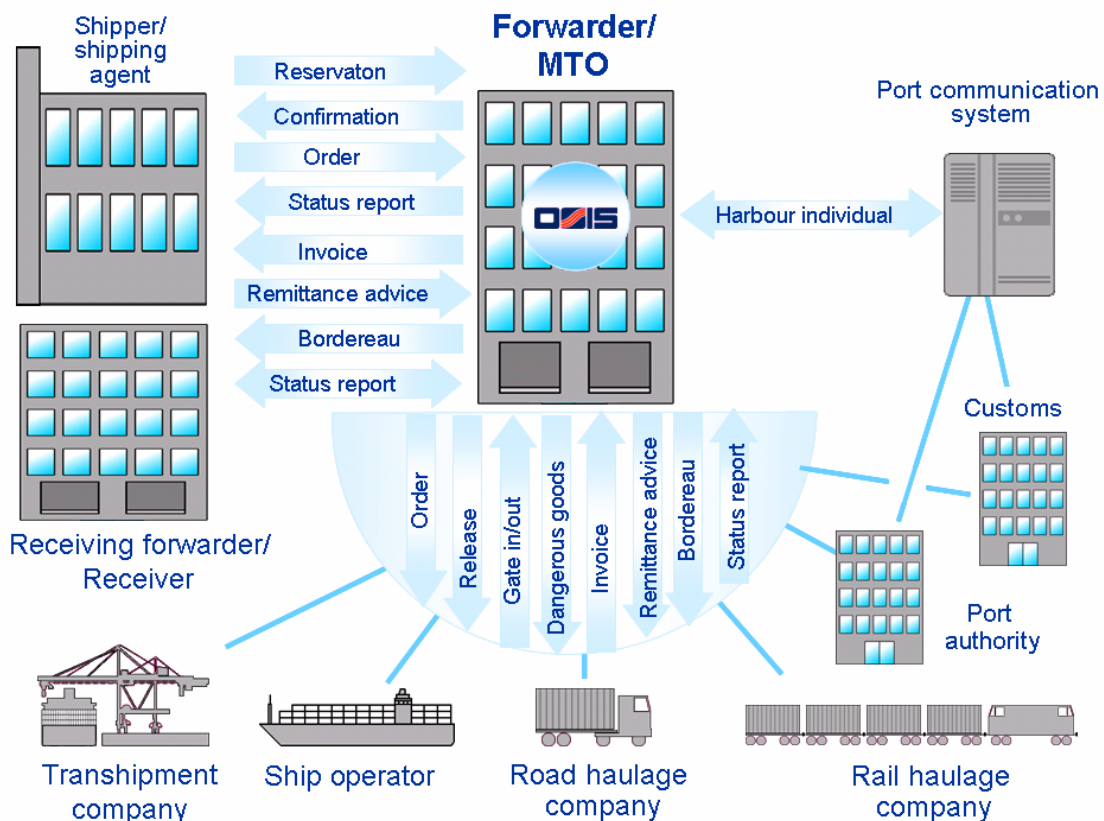 Shipper/
shipping
agent
Forwarder/
MTO
Port communication
system
Reservaton
Confirmation
Order
Status report
Invoice
Remittance advice
Bordereau
Status report
OSIS
Harbour individual
Receiving forwarder/
Receiver
Order
Release
Gate in/out
Dangerous goods
Invoice
Remittance advice
Bordereau
Status report
Customs
Port
authority
Transhipment
company
Ship operator
Road haulage
company
Rail haulage
company